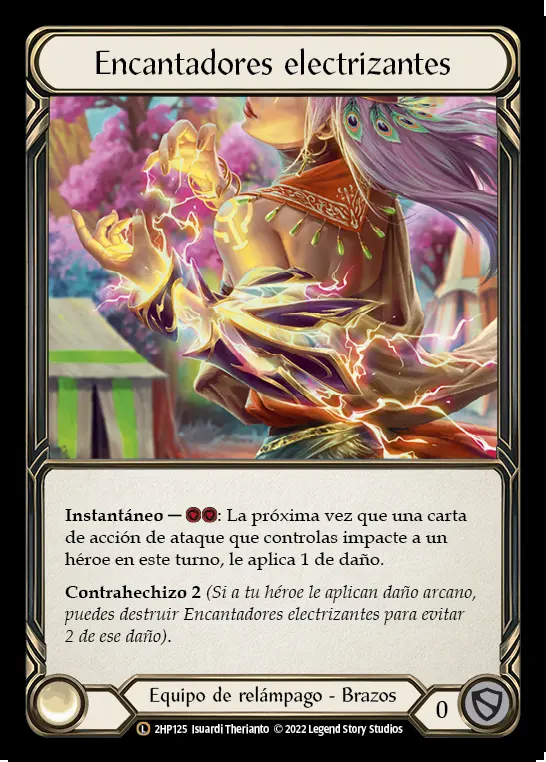 Encantadores electrizantes
Instantáneo — : La próxima vez que una carta
de acción de ataque que controlas impacte a un
héroe en este turno, le aplica 1 de daño.
Contrahechizo 2 (Si a tu héroe le aplican daño arcano,
puedes destruir Encantadores electrizantes para evitar
2 de ese daño).
Equipo de relámpago - Brazos
0
L 2HP125 Isuardi Therianto © 2022 Legend Story Studios